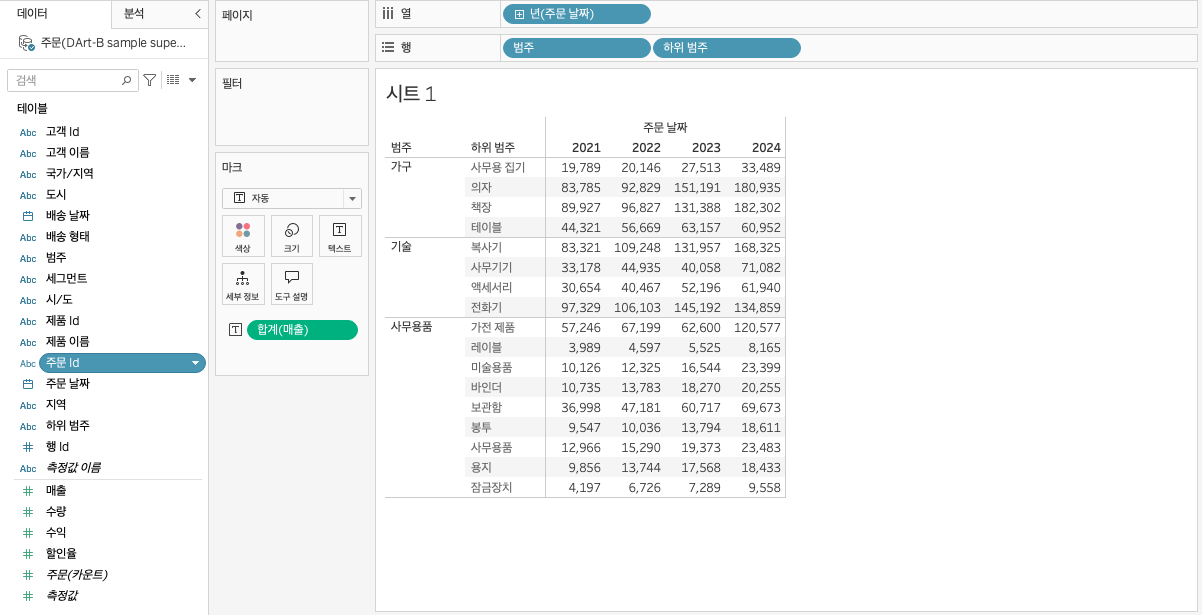 데이터
분석
주문(DArt-B sample supe...
검색
테이블
Abc 고객 Id
Abc 고객 이름
Abc 국가/지역
Abc 도시
배송 날짜
Abc 배송 형태
Abc 범주
Abc 세그먼트
Abc 시/도
Abc 제품 Id
Abc 제품 이름
Abc 주문 Id
주문 날짜
Abc 지역
Abc 하위 범주
# 행 Id
Abc 측정값 이름
# 매출
# 수량
# 수익
# 할인율
# 주문(카운트)
# 측정값
페이지
필터
마크
T 자동
색상 크기 T 텍스트
세부 정보 도구 설명
T 합계(매출)
열 년(주문 날짜)
행 범주 하위 범주
시트 1
주문 날짜
범주 하위 범주 2021 2022 2023 2024
가구 사무용 집기 19,789 20,146 27,513 33,489
의자 83,785 92,829 151,191 180,935
책장 89,927 96,827 131,388 182,302
테이블 44,321 56,669 63,157 60,952
기술 복사기 83,321 109,248 131,957 168,325
사무기기 33,178 44,935 40,058 71,082
액세서리 30,654 40,467 52,196 61,940
전화기 97,329 106,103 145,192 134,859
사무용품 가전 제품 57,246 67,199 62,600 120,577
레이블 3,989 4,597 5,525 8,165
미술용품 10,126 12,325 16,544 23,399
바인더 10,735 13,783 18,270 20,255
보관함 36,998 47,181 60,717 69,673
봉투 9,547 10,036 13,794 18,611
사무용품 12,966 15,290 19,373 23,483
용지 9,856 13,744 17,568 18,433
잠금장치 4,197 6,726 7,289 9,558